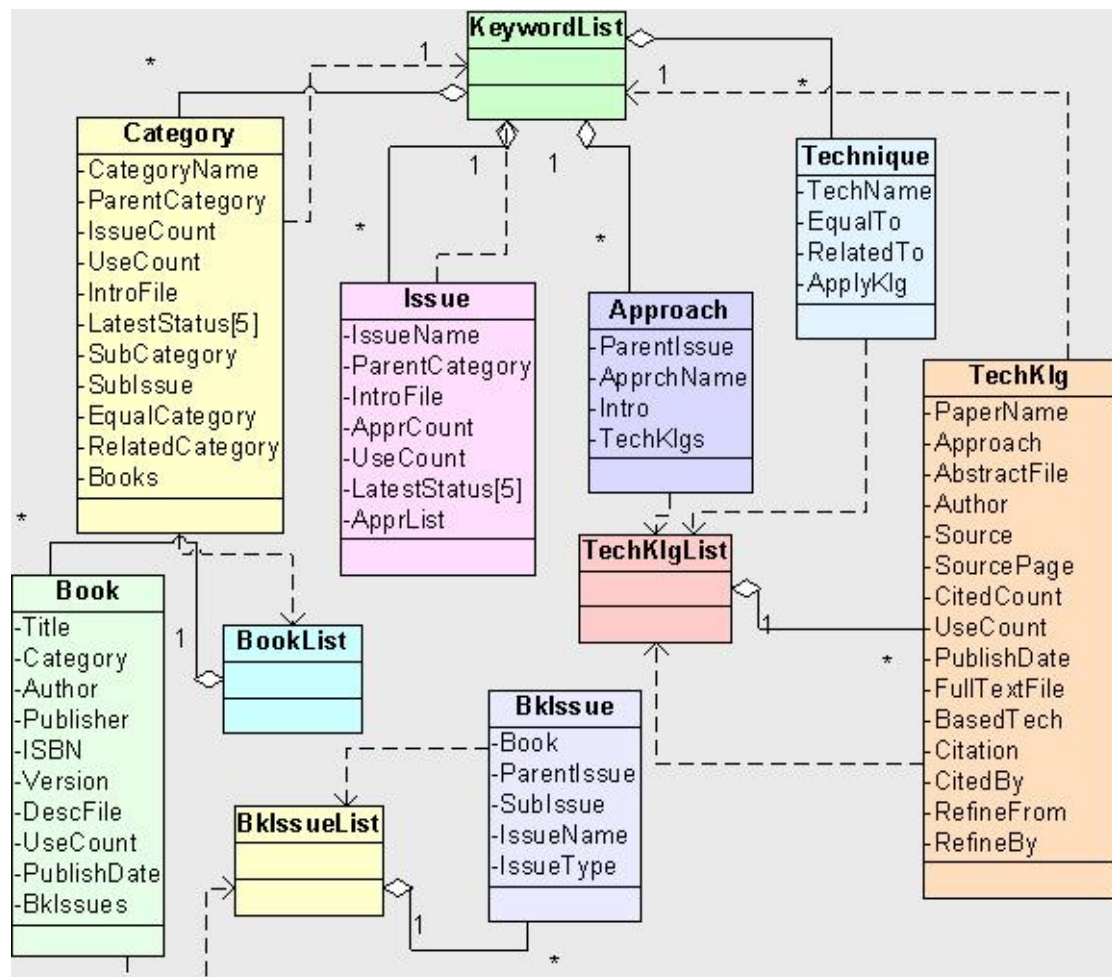 KeywordList
1
*
1
*
Category
-CategoryName
-ParentCategory
-IssueCount
-UseCount
-IntroFile
-LatestStatus[5]
-SubCategory
-SubIssue
-EqualCategory
-RelatedCategory
-Books
1
*
Issue
-IssueName
-ParentCategory
-IntroFile
-ApprCount
-UseCount
-LatestStatus[5]
-ApprList
1
*
Approach
-ParentIssue
-ApprchName
-Intro
-TechKlgs
Technique
-TechName
-EqualTo
-RelatedTo
-ApplyKlg
TechKlg
-PaperName
-Approach
-AbstractFile
-Author
-Source
-SourcePage
-CitedCount
-UseCount
-PublishDate
-FullTextFile
-BasedTech
-Citation
-CitedBy
-RefineFrom
-RefineBy
TechKlgList
1
*
*
Book
-Title
-Category
-Author
-Publisher
-ISBN
-Version
-DescFile
-UseCount
-PublishDate
-BkIssues
1
BookList
BkIssue
-Book
-ParentIssue
-SubIssue
-IssueName
-IssueType
BkIssueList
1
*